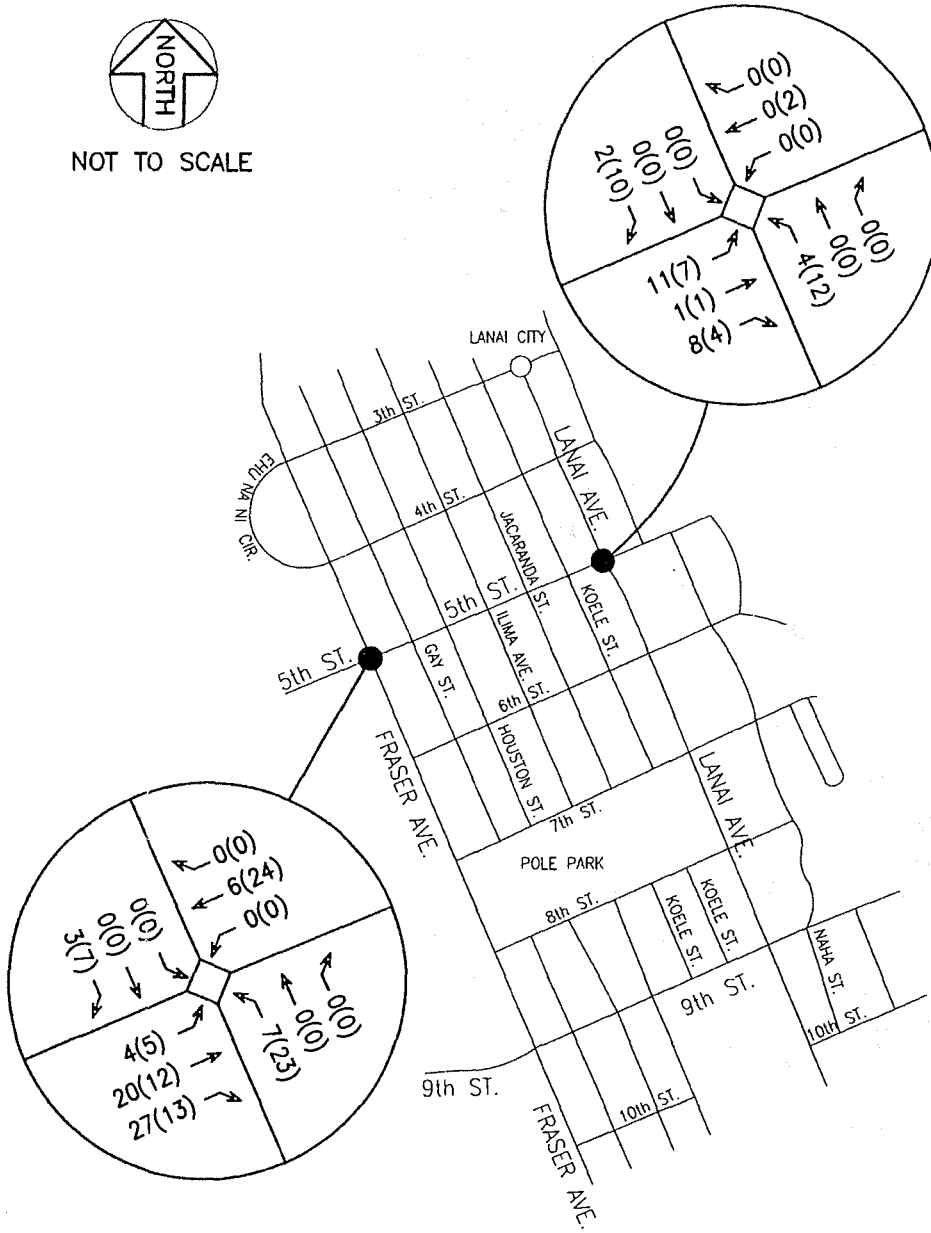 NORTH
NOT TO SCALE
0(0)
0(2)
0(0)
0(0)
0(0)
2(10)
11(7)
1(1)
8(4)
4(12)
0(0)
0(0)
LANAI CITY
3th ST.
EHU NA NI CIR.
4th ST.
LANAI AVE.
JACARANDA ST.
5th ST.
KOELE ST.
ILIMA AVE.
5th ST.
GAY ST.
6th ST.
HOUSTON ST.
FRASER AVE.
LANAI AVE.
7th ST.
POLE PARK
8th ST.
KOELE ST.
KOELE ST.
NAHA ST.
9th ST.
10th ST.
9th ST.
10th ST.
FRASER AVE.
0(0)
6(24)
0(0)
0(0)
0(0)
3(7)
4(5)
20(12)
27(13)
7(23)
0(0)
0(0)